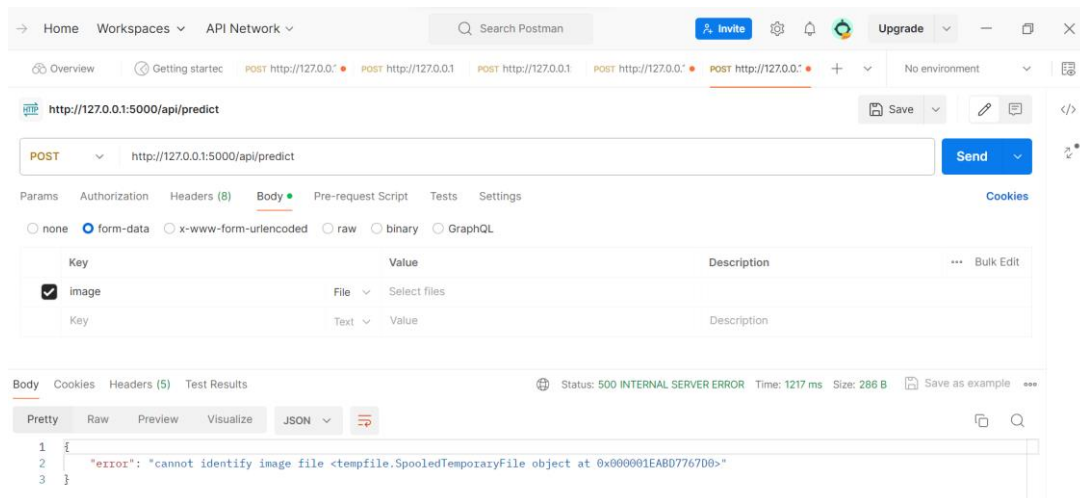 Home Workspaces API Network Search Postman Invite Upgrade
Overview Getting startec POST http://127.0.0.' POST http://127.0.0.1 POST http://127.0.0.1 POST http://127.0.0.' POST http://127.0.0.' No environment
HTTP http://127.0.0.1:5000/api/predict Save
POST http://127.0.0.1:5000/api/predict Send
Params Authorization Headers (8) Body Pre-request Script Tests Settings Cookies
none form-data x-www-form-urlencoded raw binary GraphQL
Key Value Description Bulk Edit
image File Select files
Key Text Value Description
Body Cookies Headers (5) Test Results Status: 500 INTERNAL SERVER ERROR Time: 1217 ms Size: 286 B Save as example
Pretty Raw Preview Visualize JSON
1 {
2 "error": "cannot identify image file <tempfile.SpooledTemporaryFile object at 0x000001EABD7767D0>"
3 }